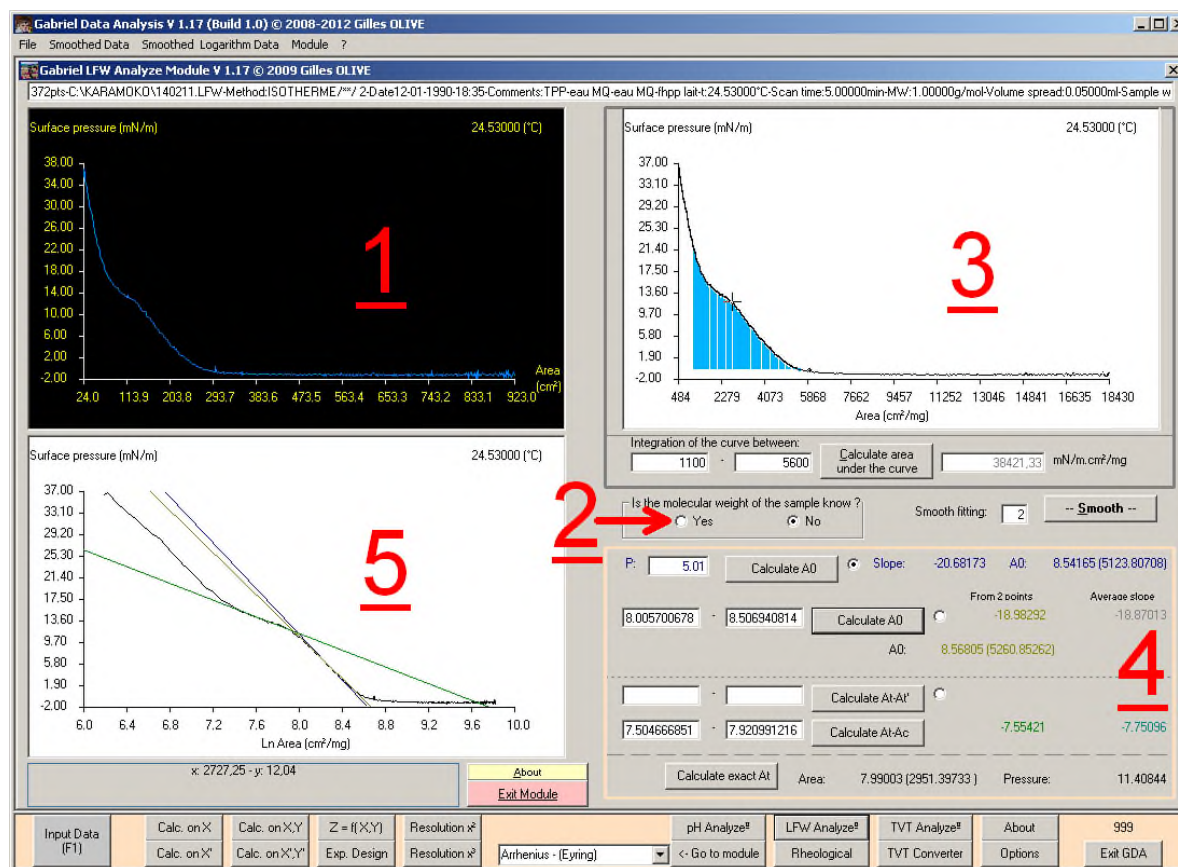 Gabriel Data Analysis V 1.17 (Build 1.0) © 2008-2012 Gilles OLIVE
File Smoothed Data Smoothed Logarithm Data Module ?
Gabriel LFW Analyze Module V 1.17 © 2009 Gilles OLIVE
372pts-C:\KARAMOKO\140211.LFW-Method:ISOTHERME/**/ 2-Date12-01-1990-18:35-Comments:TPP-eau MQ-eau MQ-fhpp lait-t:24.53000°C-Scan time:5.00000min-MW:1.00000g/mol-Volume spread:0.05000ml-Sample w
Surface pressure (mN/m) 24.53000 (°C)
38.00
34.00
30.00
26.00
22.00
18.00
14.00
10.00
6.00
2.00
-2.00
24.0 113.9 203.8 293.7 383.6 473.5 563.4 653.3 743.2 833.1 923.0
Area
(cm²)
1
Surface pressure (mN/m) 24.53000 (°C)
37.00
33.10
29.20
25.30
21.40
17.50
13.60
9.70
5.80
1.90
-2.00
484 2279 4073 5868 7662 9457 11252 13046 14841 16635 18430
Area (cm²/mg)
3
Integration of the curve between:
1100 - 5600 Calculate area under the curve 38421,33 mN/m.cm²/mg
2
Is the molecular weight of the sample know ?
Yes No
Smooth fitting: 2 -- Smooth --
Surface pressure (mN/m) 24.53000 (°C)
37.00
33.10
29.20
25.30
21.40
17.50
13.60
9.70
5.80
1.90
-2.00
6.0 6.4 6.8 7.2 7.6 8.0 8.4 8.8 9.2 9.6 10.0
Ln Area (cm²/mg)
5
P: 5.01 Calculate A0 Slope: -20.68173 A0: 8.54165 (5123.80708)
From 2 points Average slope
8.005700678 - 8.506940814 Calculate A0 -18.98292 -18.87013
A0: 8.56805 (5260.85262)
4
- Calculate At-At'
7.504666851 - 7.920991216 Calculate At-Ac -7.55421 -7.75096
Calculate exact At Area: 7.99003 (2951.39733 ) Pressure: 11.40844
x: 2727,25 - y: 12,04
About
Exit Module
Input Data (F1) Calc. on X Calc. on X,Y Z = f(X,Y) Resolution x² pH Analyze LFW Analyze TVT Analyze About 999
Calc. on X' Calc. on X',Y' Exp. Design Resolution x³ Arrhenius - (Eyring) <- Go to module Rheological TVT Converter Options Exit GDA